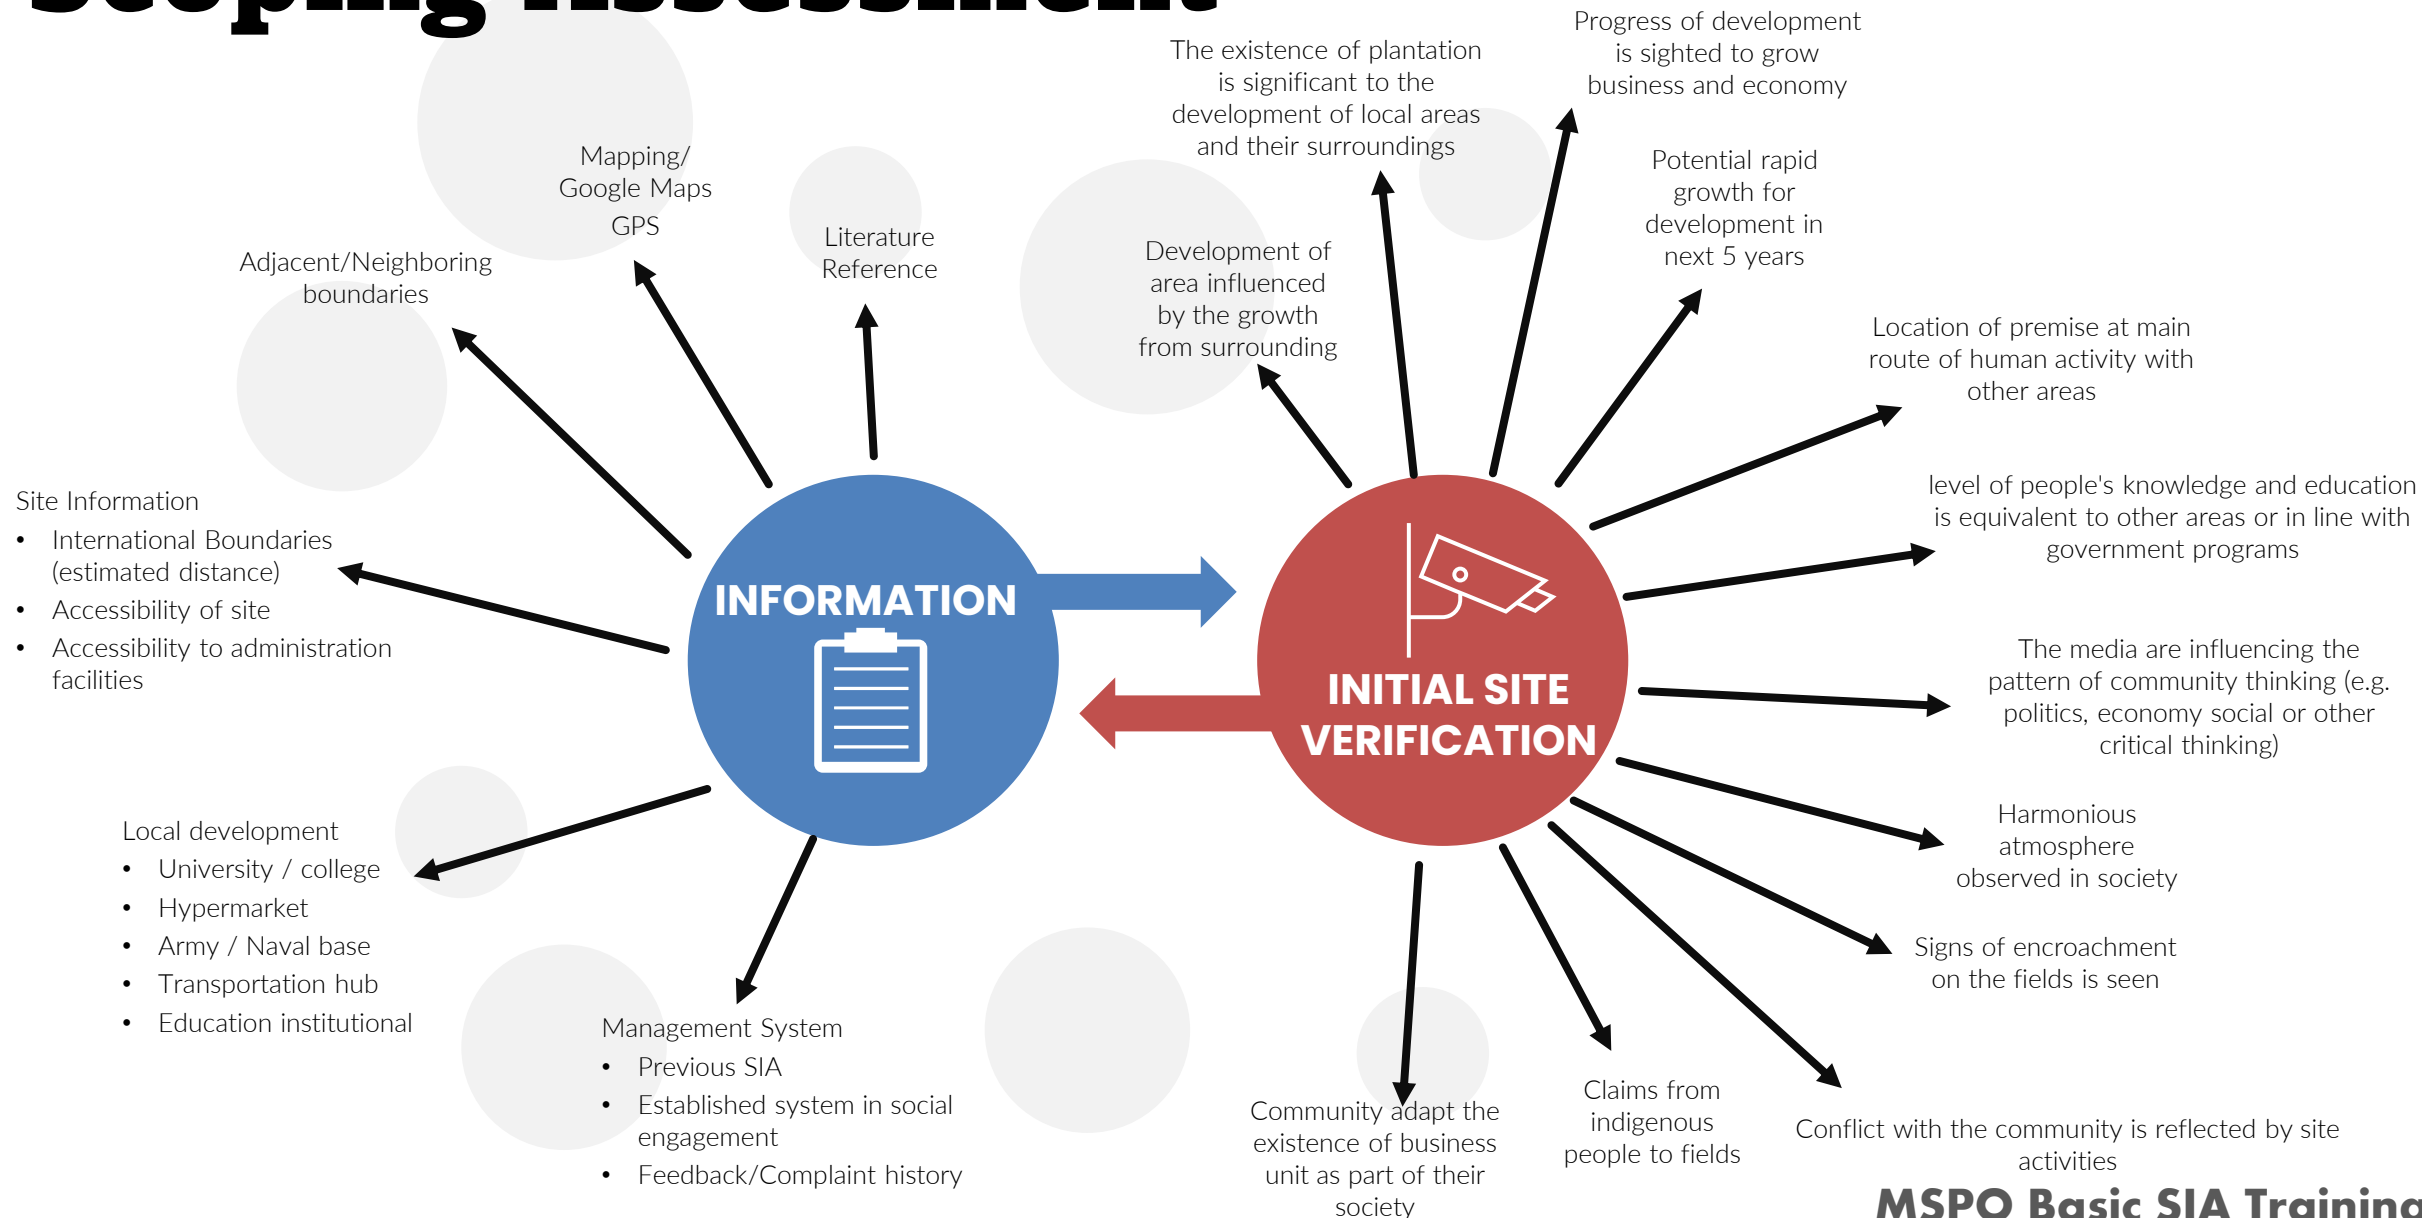 Scoping Assessment
Mapping/
Google Maps
GPS
Literature
Reference
Adjacent/Neighboring
boundaries
Site Information
• International Boundaries
(estimated distance)
• Accessibility of site
• Accessibility to administration
facilities
Local development
• University / college
• Hypermarket
• Army / Naval base
• Transportation hub
• Education institutional
Management System
• Previous SIA
• Established system in social
engagement
• Feedback/Complaint history
INFORMATION
INITIAL SITE
VERIFICATION
Development of
area influenced
by the growth
from surrounding
The existence of plantation
is significant to the
development of local areas
and their surroundings
Progress of development
is sighted to grow
business and economy
Potential rapid
growth for
development in
next 5 years
Location of premise at main
route of human activity with
other areas
level of people's knowledge and education
is equivalent to other areas or in line with
government programs
The media are influencing the
pattern of community thinking (e.g.
politics, economy social or other
critical thinking)
Harmonious
atmosphere
observed in society
Signs of encroachment
on the fields is seen
Conflict with the community is reflected by site
activities
Claims from
indigenous
people to fields
Community adapt the
existence of business
unit as part of their
society
MSPO Basic SIA Training